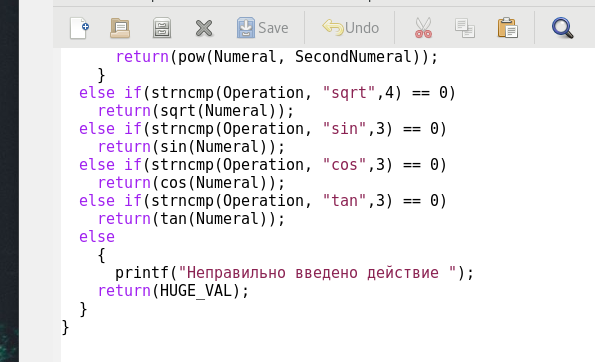 Save Undo
return(pow(Numeral, SecondNumeral));
}
else if(strncmp(Operation, "sqrt",4) == 0)
return(sqrt(Numeral));
else if(strncmp(Operation, "sin",3) == 0)
return(sin(Numeral));
else if(strncmp(Operation, "cos",3) == 0)
return(cos(Numeral));
else if(strncmp(Operation, "tan",3) == 0)
return(tan(Numeral));
else
{
printf("Неправильно введено действие ");
return(HUGE_VAL);
}
}